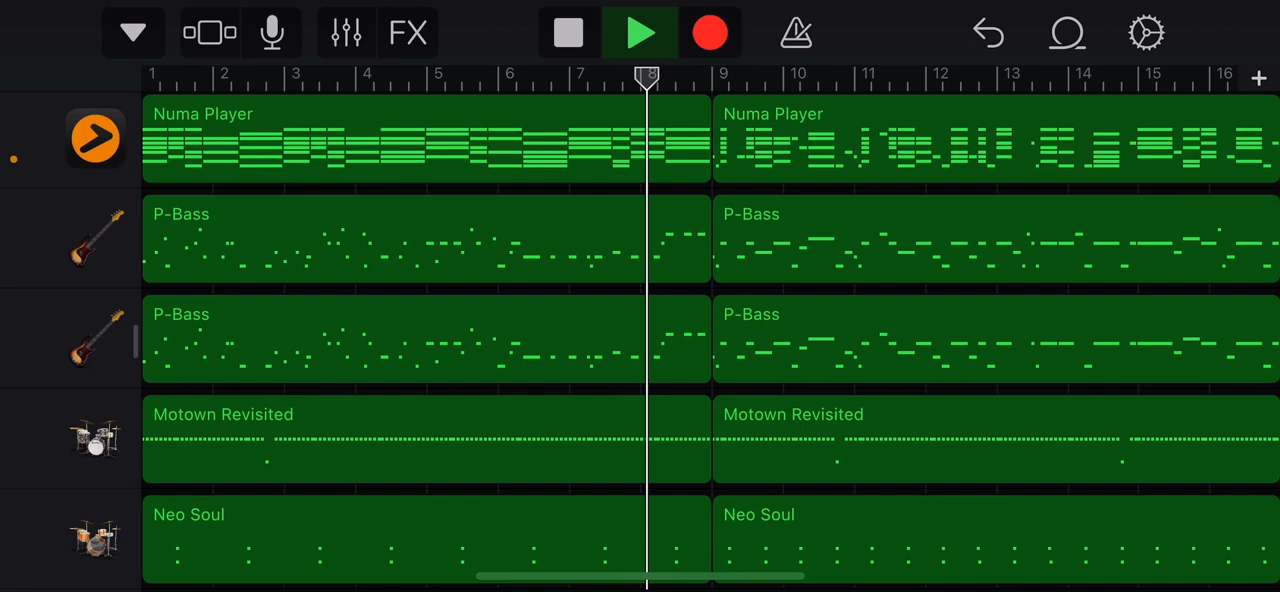 FX
1 2 3 4 5 6 7 8 9 10 11 12 13 14 15 16 +
Numa Player Numa Player
P-Bass P-Bass
P-Bass P-Bass
Motown Revisited Motown Revisited
Neo Soul Neo Soul